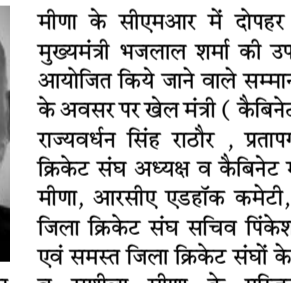 मीणा के सीएमआर में दोपहर
मुख्यमंत्री भजलाल शर्मा की उप
आयोजित किये जाने वाले सम्मान
के अवसर पर खेल मंत्री ( कैबिनेट
राज्यवर्धन सिंह राठौर , प्रतापग
क्रिकेट संघ अध्यक्ष व कैबिनेट म
मीणा, आरसीए एडहॉक कमेटी,
जिला क्रिकेट संघ सचिव पिंकेश
एवं समस्त जिला क्रिकेट संघों के